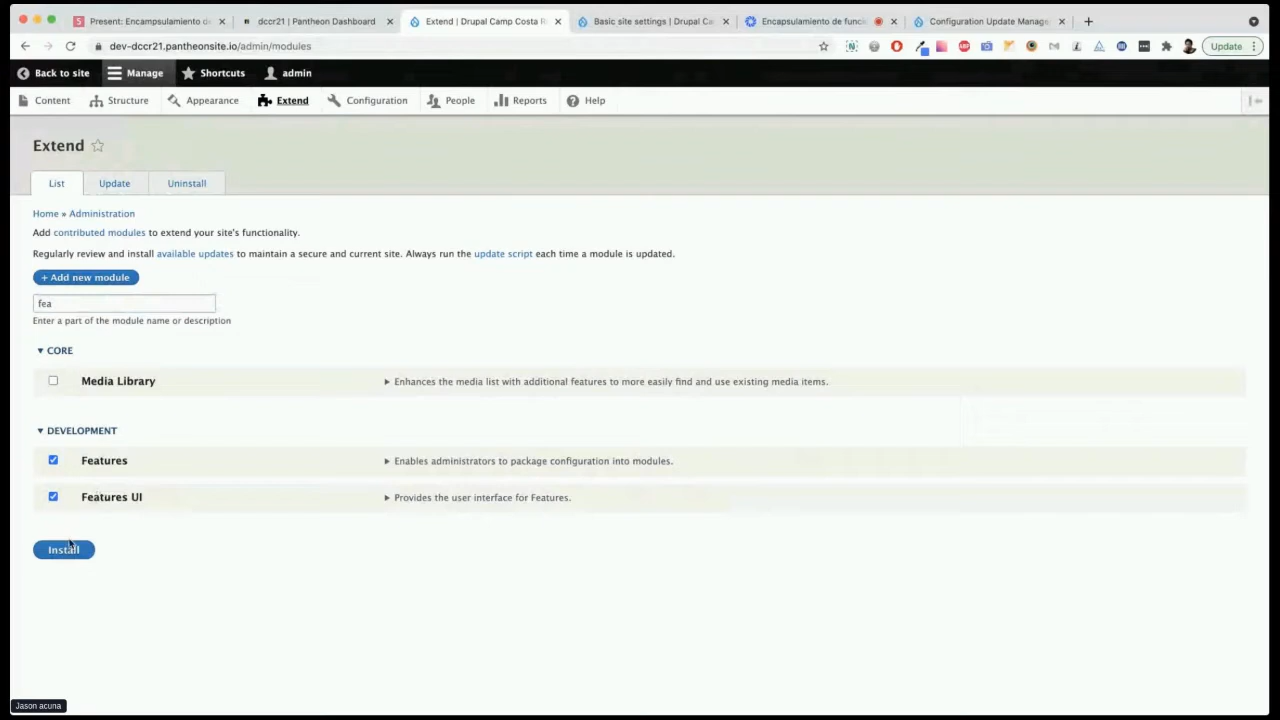 Present: Encampsulamiento d
dccr21 | Pantheon Dashboard
Extend | Drupal Camp Costa R
Basic site settings | Drupal Ca
Encapsulamiento de funci
Configuration Update Manage
dev-dccr21.pantheonsite.io/admin/modules
Update
Back to site
Manage
Shortcuts
admin
Content
Structure
Appearance
Extend
Configuration
People
Reports
Help
Extend
List
Update
Uninstall
Home » Administration
Add contributed modules to extend your site's functionality.
Regularly review and install available updates to maintain a secure and current site. Always run the update script each time a module is updated.
+ Add new module
fea
Enter a part of the module name or description
CORE
Media Library
Enhances the media list with additional features to more easily find and use existing media items.
DEVELOPMENT
Features
Enables administrators to package configuration into modules.
Features UI
Provides the user interface for Features.
Install
Jason acuna